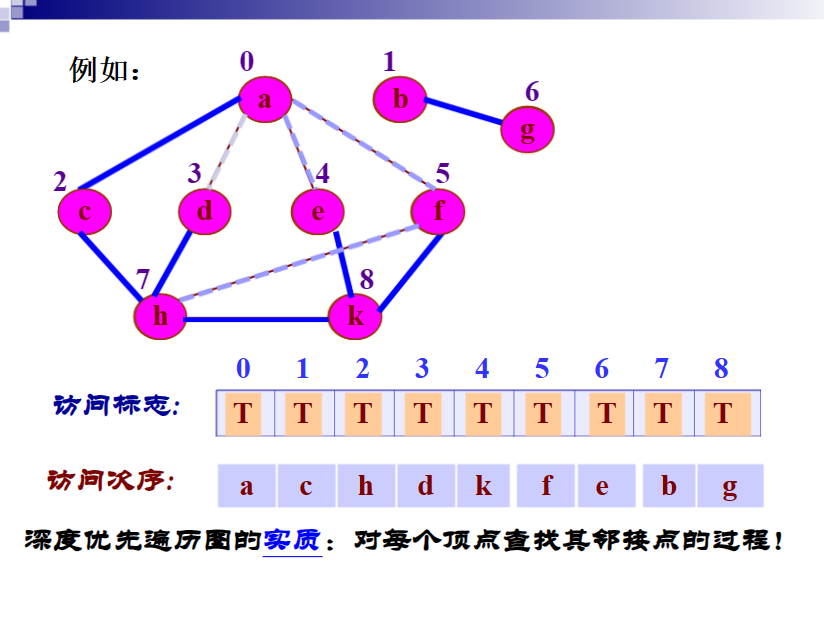 例如：
0 1
a b 6
g
2 3 4 5
c d e f
7 8
h k
0 1 2 3 4 5 6 7 8
访问标志： T T T T T T T T T
访问次序： a c h d k f e b g
深度优先遍历图的实质：对每个顶点查找其邻接点的过程！